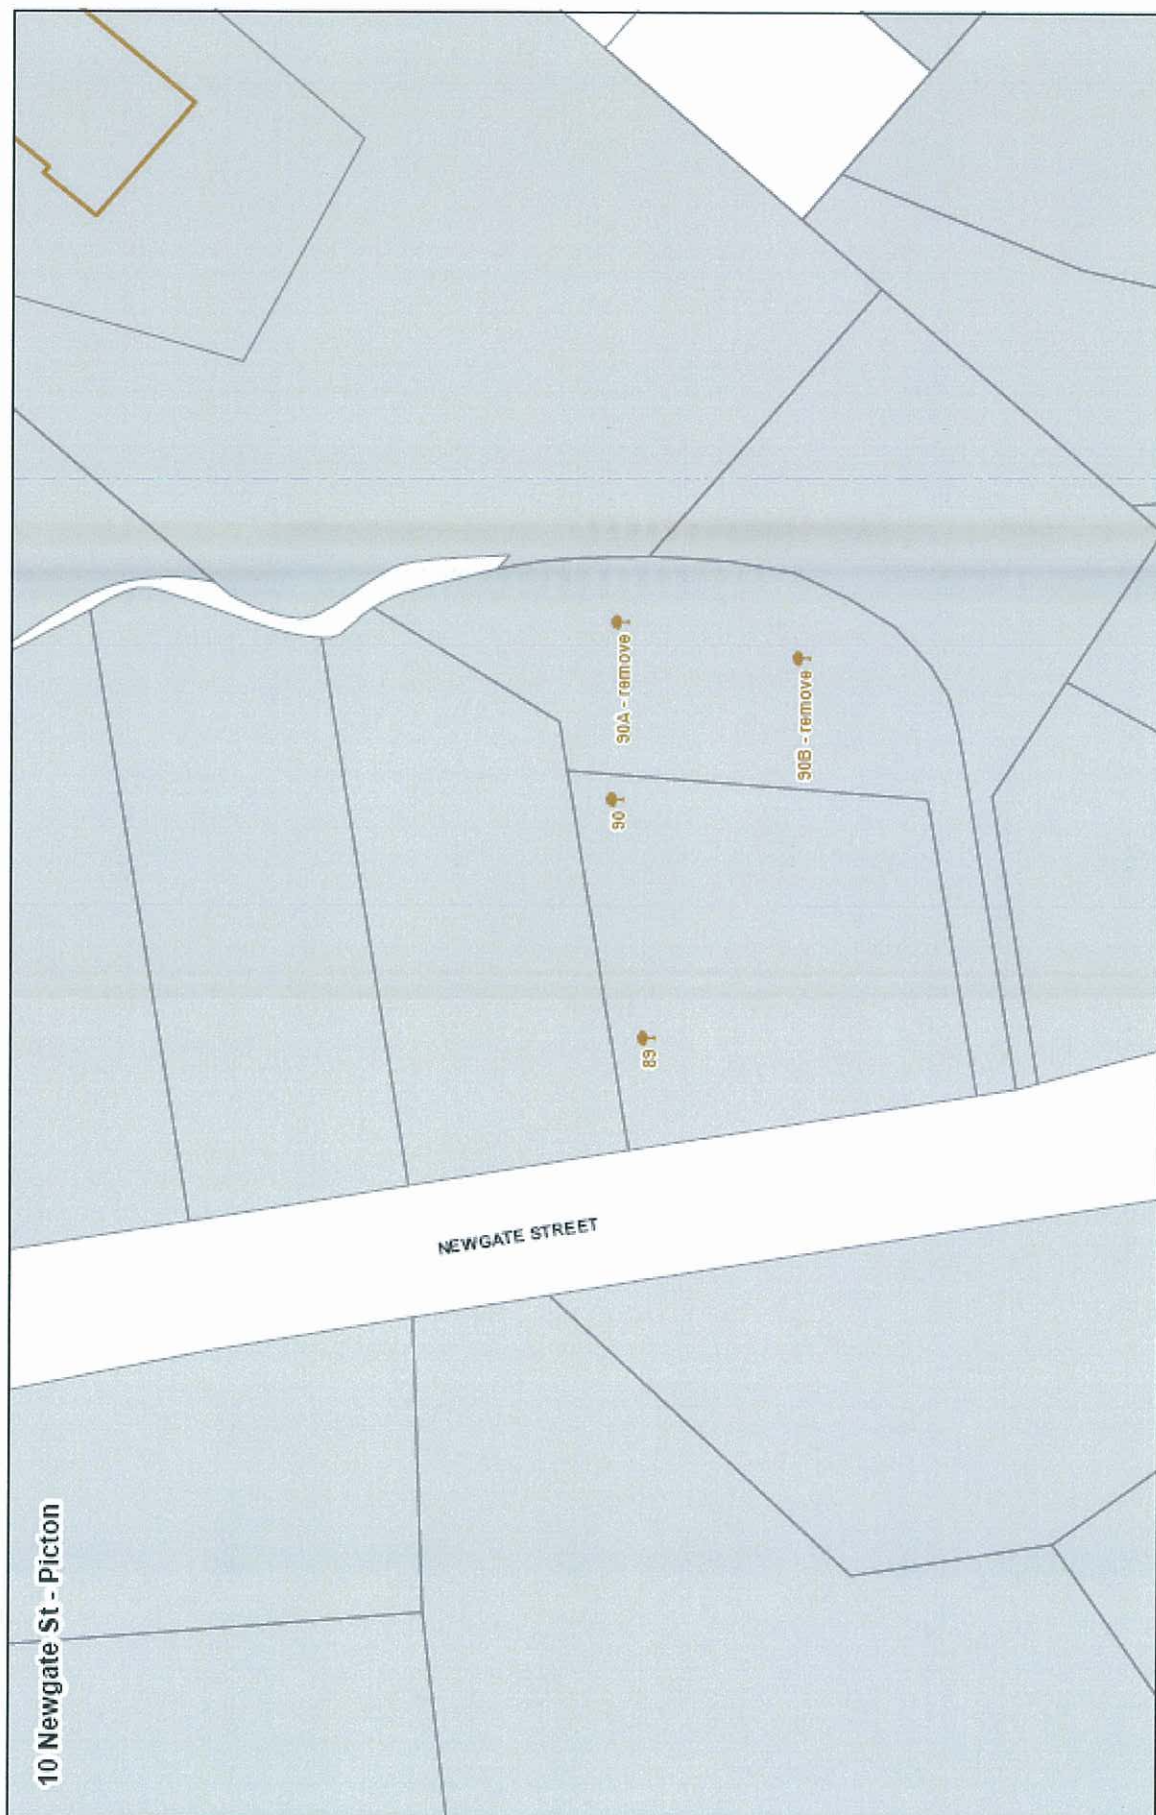 10 Newgate St - Picton
NEWGATE STREET
89
90
90A - remove
90B - remove